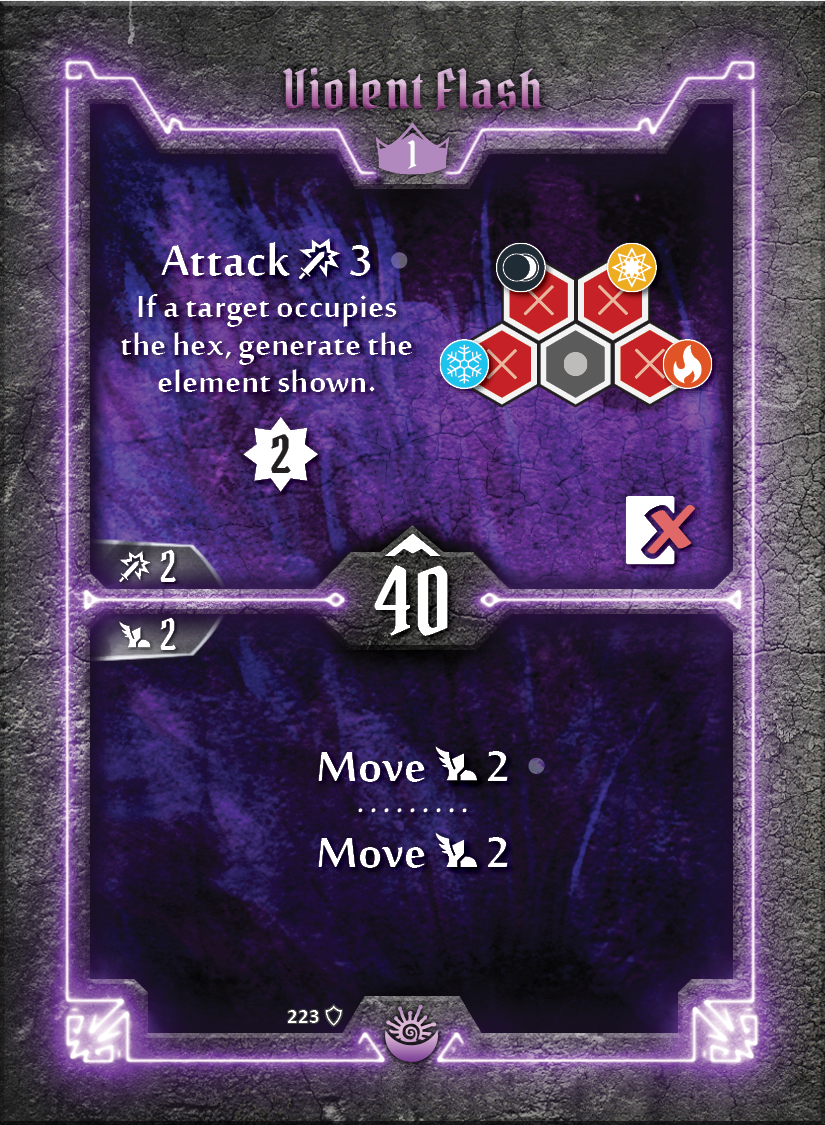 Violent Flash
1
Attack 3
If a target occupies
the hex, generate the
element shown.
2
2
40
2
Move 2
Move 2
223